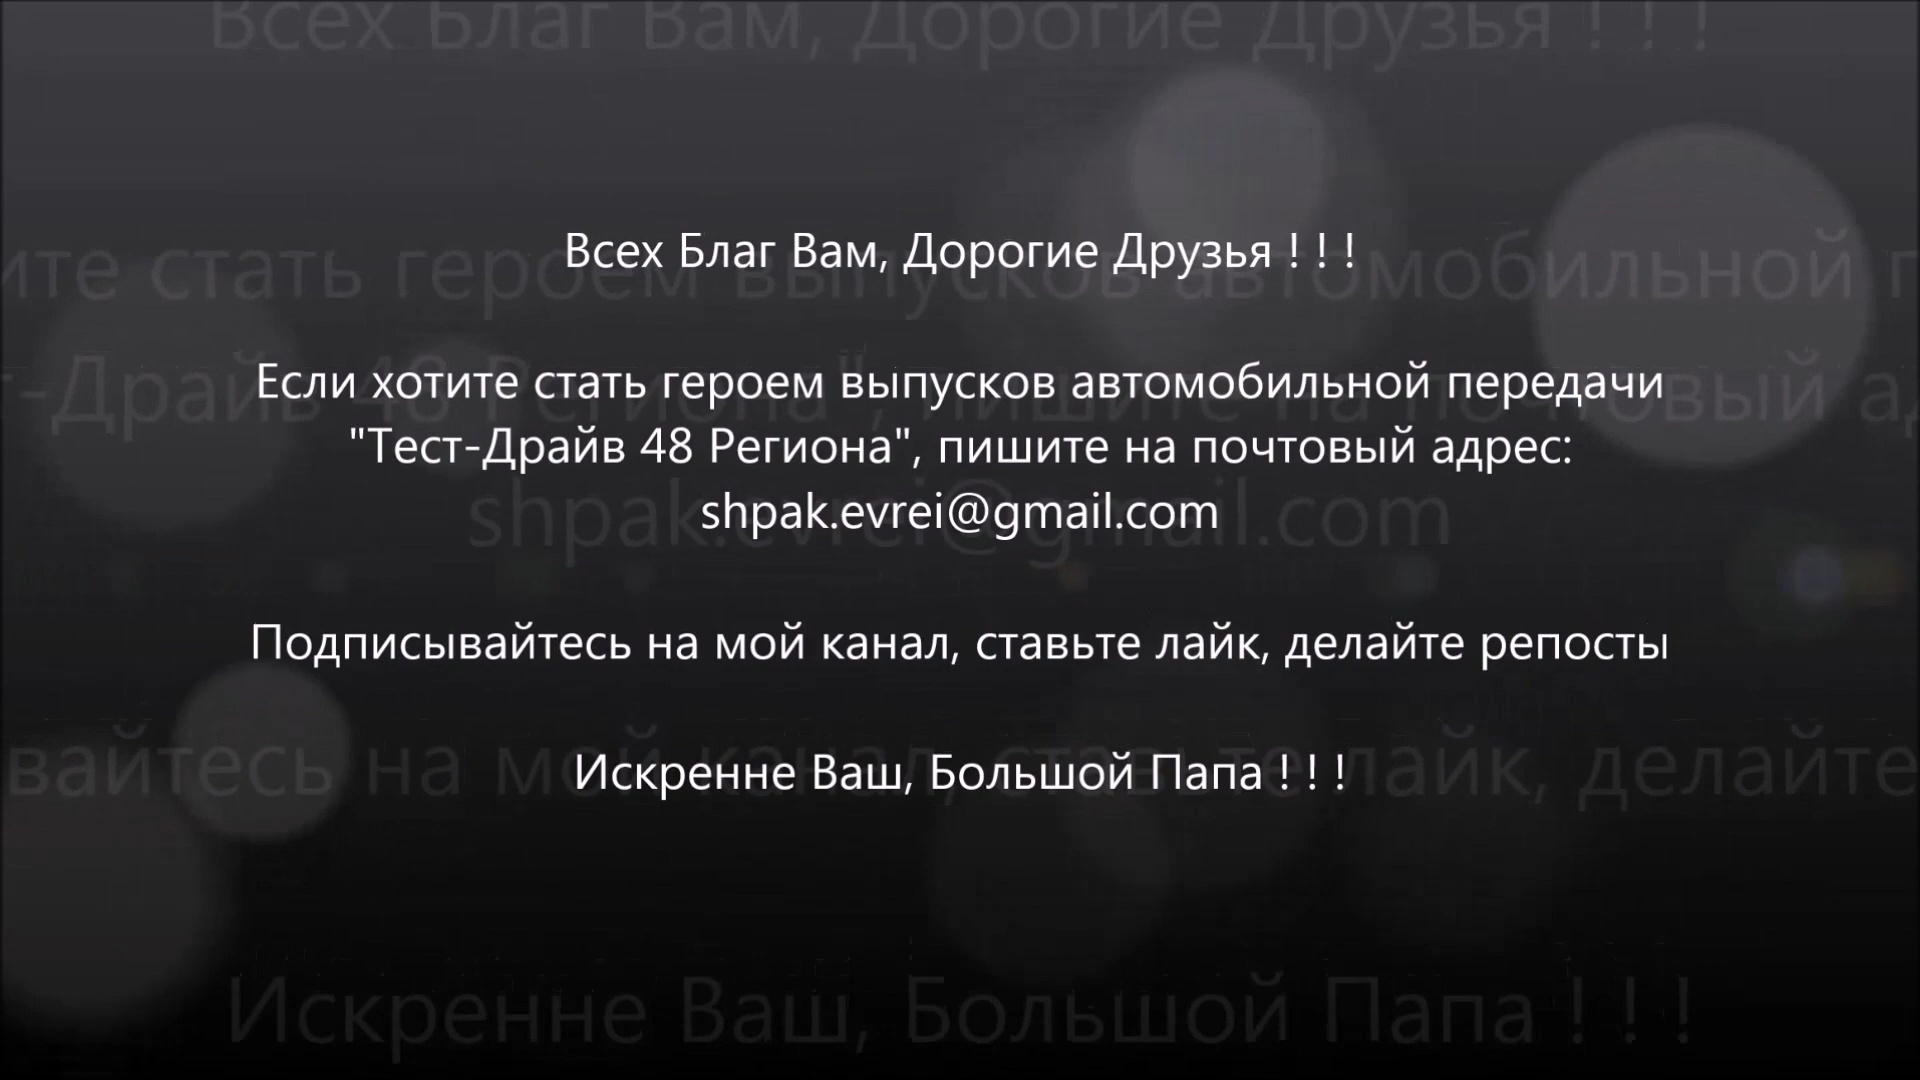 Всех Благ Вам, Дорогие Друзья ! ! !
Если хотите стать героем выпусков автомобильной передачи
"Тест-Драйв 48 Региона", пишите на почтовый адрес:
shpak.evrei@gmail.com
Подписывайтесь на мой канал, ставьте лайк, делайте репосты
Искренне Ваш, Большой Папа ! ! !